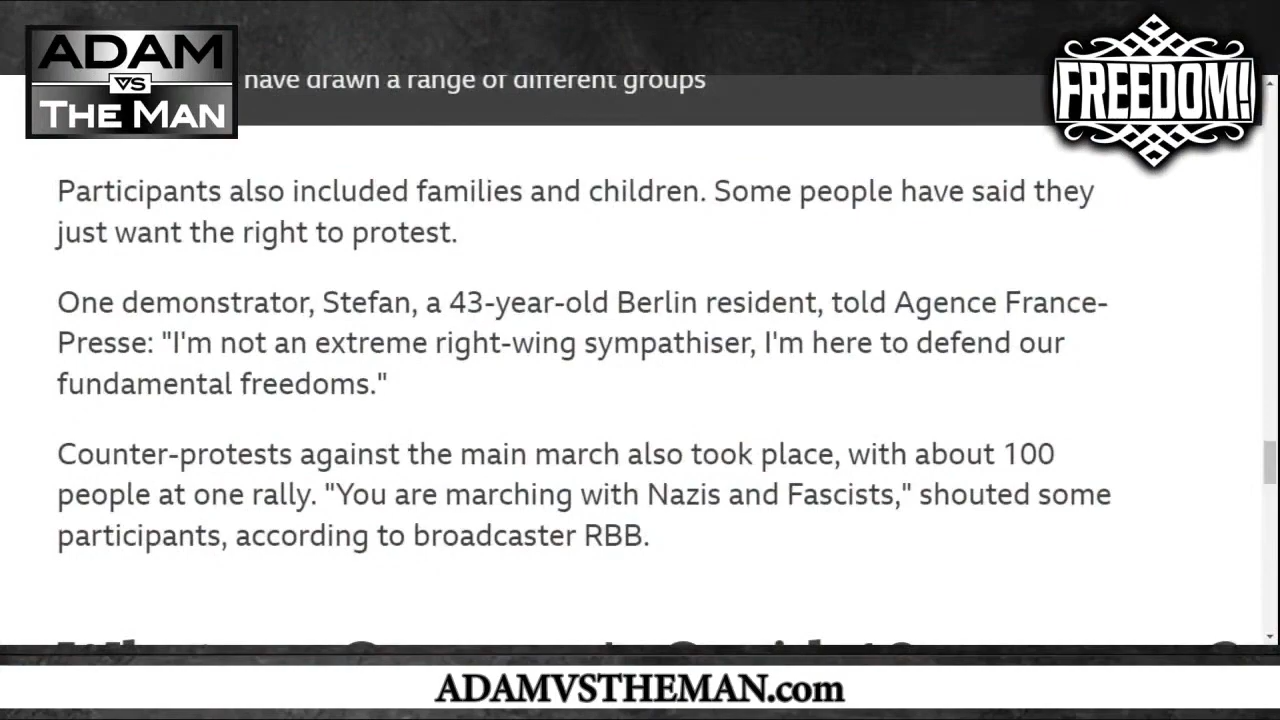 ADAM
VS
THE MAN
FREEDOM!
have drawn a range of different groups
Participants also included families and children. Some people have said they
just want the right to protest.
One demonstrator, Stefan, a 43-year-old Berlin resident, told Agence France-
Presse: "I'm not an extreme right-wing sympathiser, I'm here to defend our
fundamental freedoms."
Counter-protests against the main march also took place, with about 100
people at one rally. "You are marching with Nazis and Fascists," shouted some
participants, according to broadcaster RBB.
ADAMVSTHEMAN.com